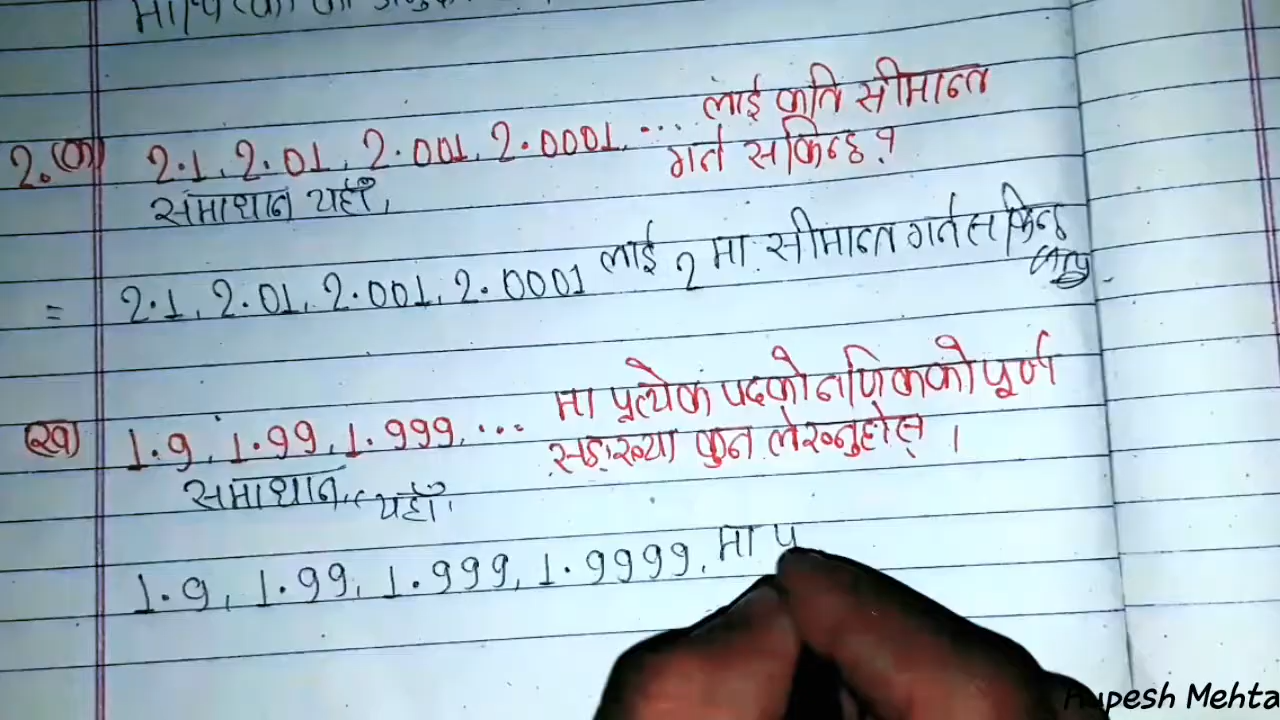 2.(क) 2.1, 2.01, 2.001, 2.0001, ... लाई कति सीमान्त
गर्न सकिन्छ ?
समाधान यहाँ,
= 2.1, 2.01, 2.001, 2.0001 लाई 2 मा सीमान्त गर्न सकिन्छ
(ख) 1.9, 1.99, 1.999, ... मा प्रत्येक पदको नजिकको पूर्ण
सङ्ख्या कुन लेख्नुहोस् ।
समाधान, यहाँ,
1.9, 1.99, 1.999, 1.9999, मा प
Rupesh Mehta